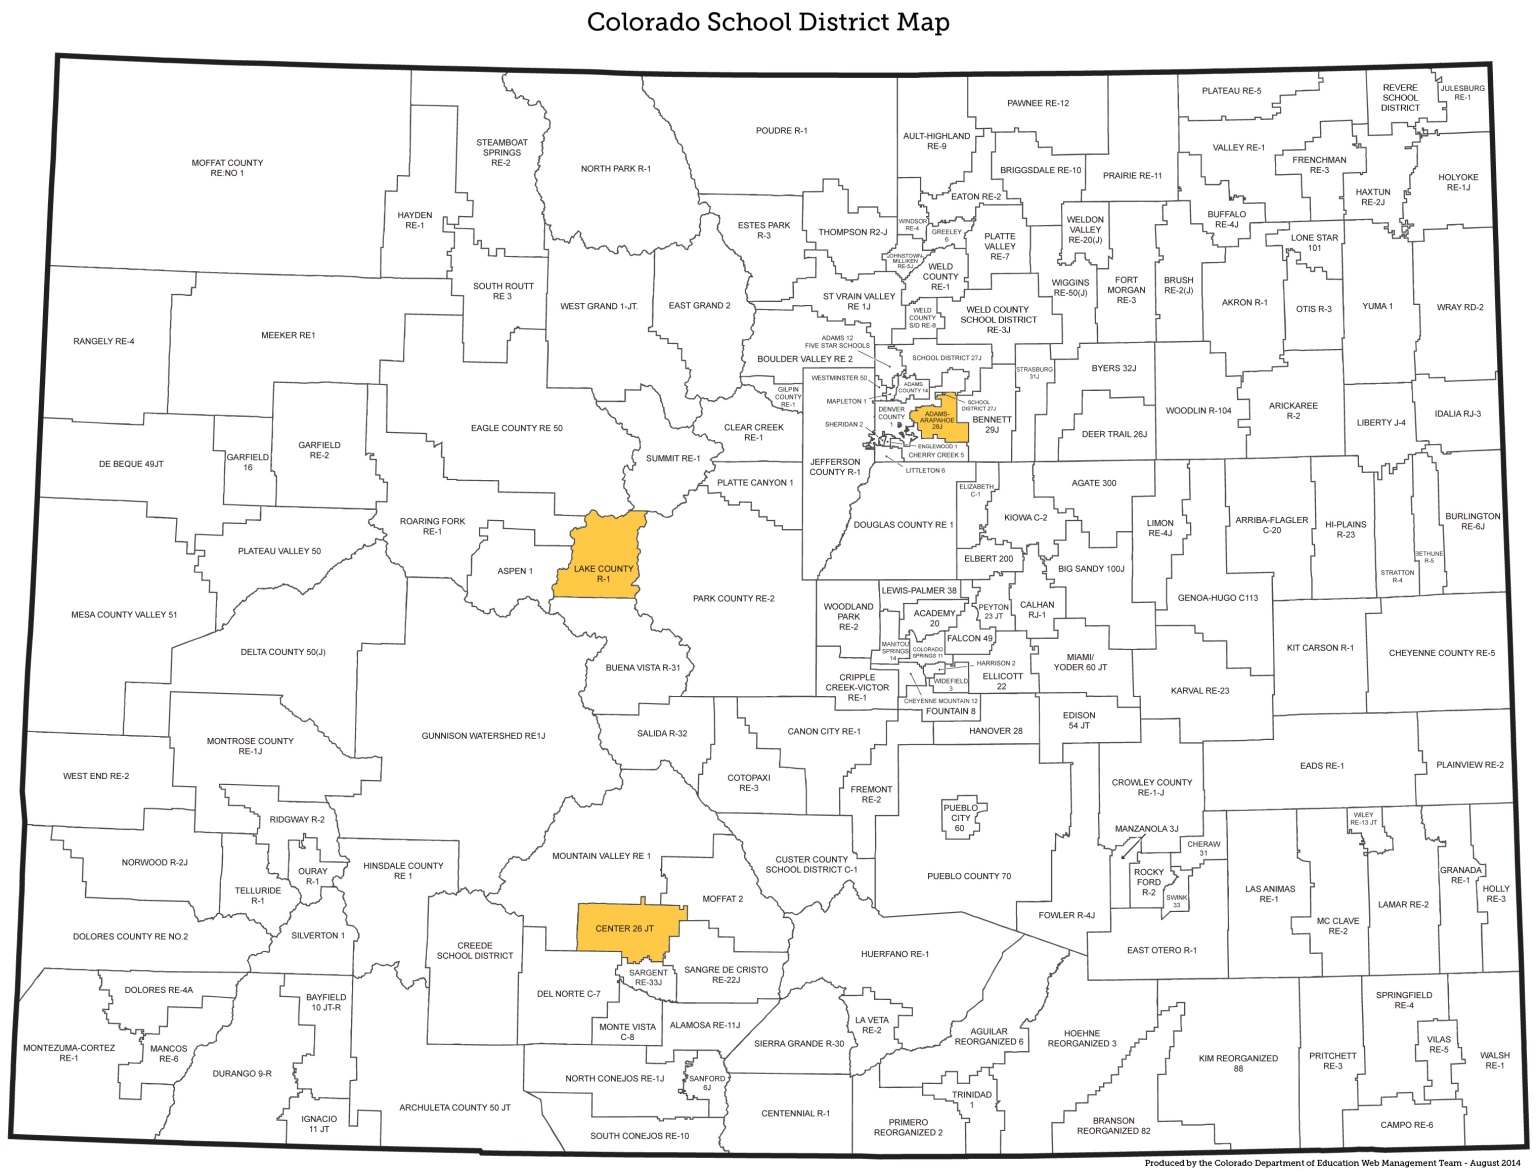 Colorado School District Map
MOFFAT COUNTY
RE:NO 1
HAYDEN
RE-1
STEAMBOAT
SPRINGS
RE-2
NORTH PARK R-1
POUDRE R-1
AULT-HIGHLAND
RE-9
PAWNEE RE-12
BRIGGSDALE RE-10
PRAIRIE RE-11
PLATEAU RE-5
REVERE
SCHOOL
DISTRICT
JULESBURG
RE-1
VALLEY RE-1
FRENCHMAN
RE-3
HAXTUN
RE-2J
HOLYOKE
RE-1J
EATON RE-2
BUFFALO
RE-4J
LONE STAR
101
ESTES PARK
R-3
THOMPSON R2-J
WINDSOR
RE-4
GREELEY
6
PLATTE
VALLEY
RE-7
WELDON
VALLEY
RE-20(J)
JOHNSTOWN-
MILLIKEN
RE-5J
WELD
COUNTY
RE-1
SOUTH ROUTT
RE 3
WEST GRAND 1-JT.
EAST GRAND 2
ST VRAIN VALLEY
RE 1J
WELD
COUNTY
S/D RE-8
WELD COUNTY
SCHOOL DISTRICT
RE-3J
WIGGINS
RE-50(J)
FORT
MORGAN
RE-3
BRUSH
RE-2(J)
AKRON R-1
OTIS R-3
YUMA 1
WRAY RD-2
RANGELY RE-4
MEEKER RE1
ADAMS 12
FIVE STAR SCHOOLS
BOULDER VALLEY RE 2
SCHOOL DISTRICT 27J
STRASBURG
31J
BYERS 32J
WESTMINSTER 50
ADAMS
COUNTY 14
GILPIN
COUNTY
RE-1
MAPLETON 1
SCHOOL
DISTRICT 27J
DENVER
COUNTY
1
ADAMS-
ARAPAHOE
28J
BENNETT
29J
WOODLIN R-104
ARICKAREE
R-2
LIBERTY J-4
IDALIA RJ-3
EAGLE COUNTY RE 50
CLEAR CREEK
RE-1
SHERIDAN 2
DEER TRAIL 26J
ENGLEWOOD 1
CHERRY CREEK 5
GARFIELD
RE-2
GARFIELD
16
DE BEQUE 49JT
SUMMIT RE-1
JEFFERSON
COUNTY R-1
LITTLETON 6
PLATTE CANYON 1
ELIZABETH
C-1
AGATE 300
ROARING FORK
RE-1
KIOWA C-2
DOUGLAS COUNTY RE 1
LIMON
RE-4J
ARRIBA-FLAGLER
C-20
HI-PLAINS
R-23
BURLINGTON
RE-6J
STRATTON
R-4
BETHUNE
R-5
PLATEAU VALLEY 50
ASPEN 1
LAKE COUNTY
R-1
ELBERT 200
BIG SANDY 100J
PARK COUNTY RE-2
LEWIS-PALMER 38
GENOA-HUGO C113
WOODLAND
PARK
RE-2
ACADEMY
20
PEYTON
23 JT
CALHAN
RJ-1
MESA COUNTY VALLEY 51
FALCON 49
MANITOU
SPRINGS
14
COLORADO
SPRINGS 11
DELTA COUNTY 50(J)
BUENA VISTA R-31
HARRISON 2
MIAMI/
YODER 60 JT
KIT CARSON R-1
CHEYENNE COUNTY RE-5
CRIPPLE
CREEK-VICTOR
RE-1
WIDEFIELD
3
ELLICOTT
22
KARVAL RE-23
CHEYENNE MOUNTAIN 12
FOUNTAIN 8
EDISON
54 JT
HANOVER 28
MONTROSE COUNTY
RE-1J
GUNNISON WATERSHED RE1J
SALIDA R-32
CANON CITY RE-1
WEST END RE-2
COTOPAXI
RE-3
FREMONT
RE-2
CROWLEY COUNTY
RE-1-J
EADS RE-1
PLAINVIEW RE-2
PUEBLO
CITY
60
RIDGWAY R-2
WILEY
RE-13 JT
MANZANOLA 3J
CHERAW
31
NORWOOD R-2J
OURAY
R-1
HINSDALE COUNTY
RE 1
MOUNTAIN VALLEY RE 1
CUSTER COUNTY
SCHOOL DISTRICT C-1
PUEBLO COUNTY 70
ROCKY
FORD
R-2
SWINK
33
LAS ANIMAS
RE-1
GRANADA
RE-1
HOLLY
RE-3
TELLURIDE
R-1
MOFFAT 2
FOWLER R-4J
MC CLAVE
RE-2
LAMAR RE-2
DOLORES COUNTY RE NO.2
SILVERTON 1
CREEDE
SCHOOL DISTRICT
CENTER 26 JT
EAST OTERO R-1
HUERFANO RE-1
SARGENT
RE-33J
SANGRE DE CRISTO
RE-22J
DOLORES RE-4A
BAYFIELD
10 JT-R
DEL NORTE C-7
SPRINGFIELD
RE-4
MONTE VISTA
C-8
ALAMOSA RE-11J
LA VETA
RE-2
SIERRA GRANDE R-30
AGUILAR
REORGANIZED 6
HOEHNE
REORGANIZED 3
MONTEZUMA-CORTEZ
RE-1
MANCOS
RE-6
VILAS
RE-5
KIM REORGANIZED
88
PRITCHETT
RE-3
WALSH
RE-1
DURANGO 9-R
NORTH CONEJOS RE-1J
SANFORD
6J
TRINIDAD
1
ARCHULETA COUNTY 50 JT
CENTENNIAL R-1
IGNACIO
11 JT
PRIMERO
REORGANIZED 2
BRANSON
REORGANIZED 82
CAMPO RE-6
SOUTH CONEJOS RE-10
Produced by the Colorado Department of Education Web Management Team - August 2014